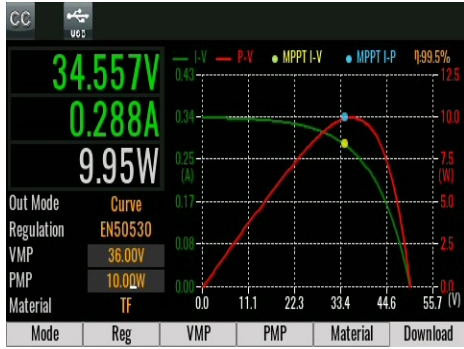 CC
USB
I-V P-V MPPT I-V MPPT I-P η:99.5%
34.557V
0.288A
9.95W
0.43 12.5
0.34 10.0
0.25 7.5
(A) (W)
0.17 5.0
0.08 2.5
0.00 0.0
0.0 11.1 22.3 33.4 44.6 55.7 (V)
Out Mode Curve
Regulation EN50530
VMP 36.00V
PMP 10.00W
Material TF
Mode Reg VMP PMP Material Download